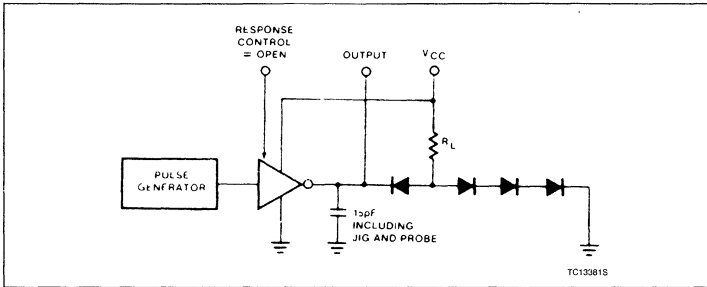 RESPONSE
CONTROL
= OPEN
OUTPUT
VCC
RL
PULSE
GENERATOR
15pF
INCLUDING
JIG AND PROBE
TC13381S